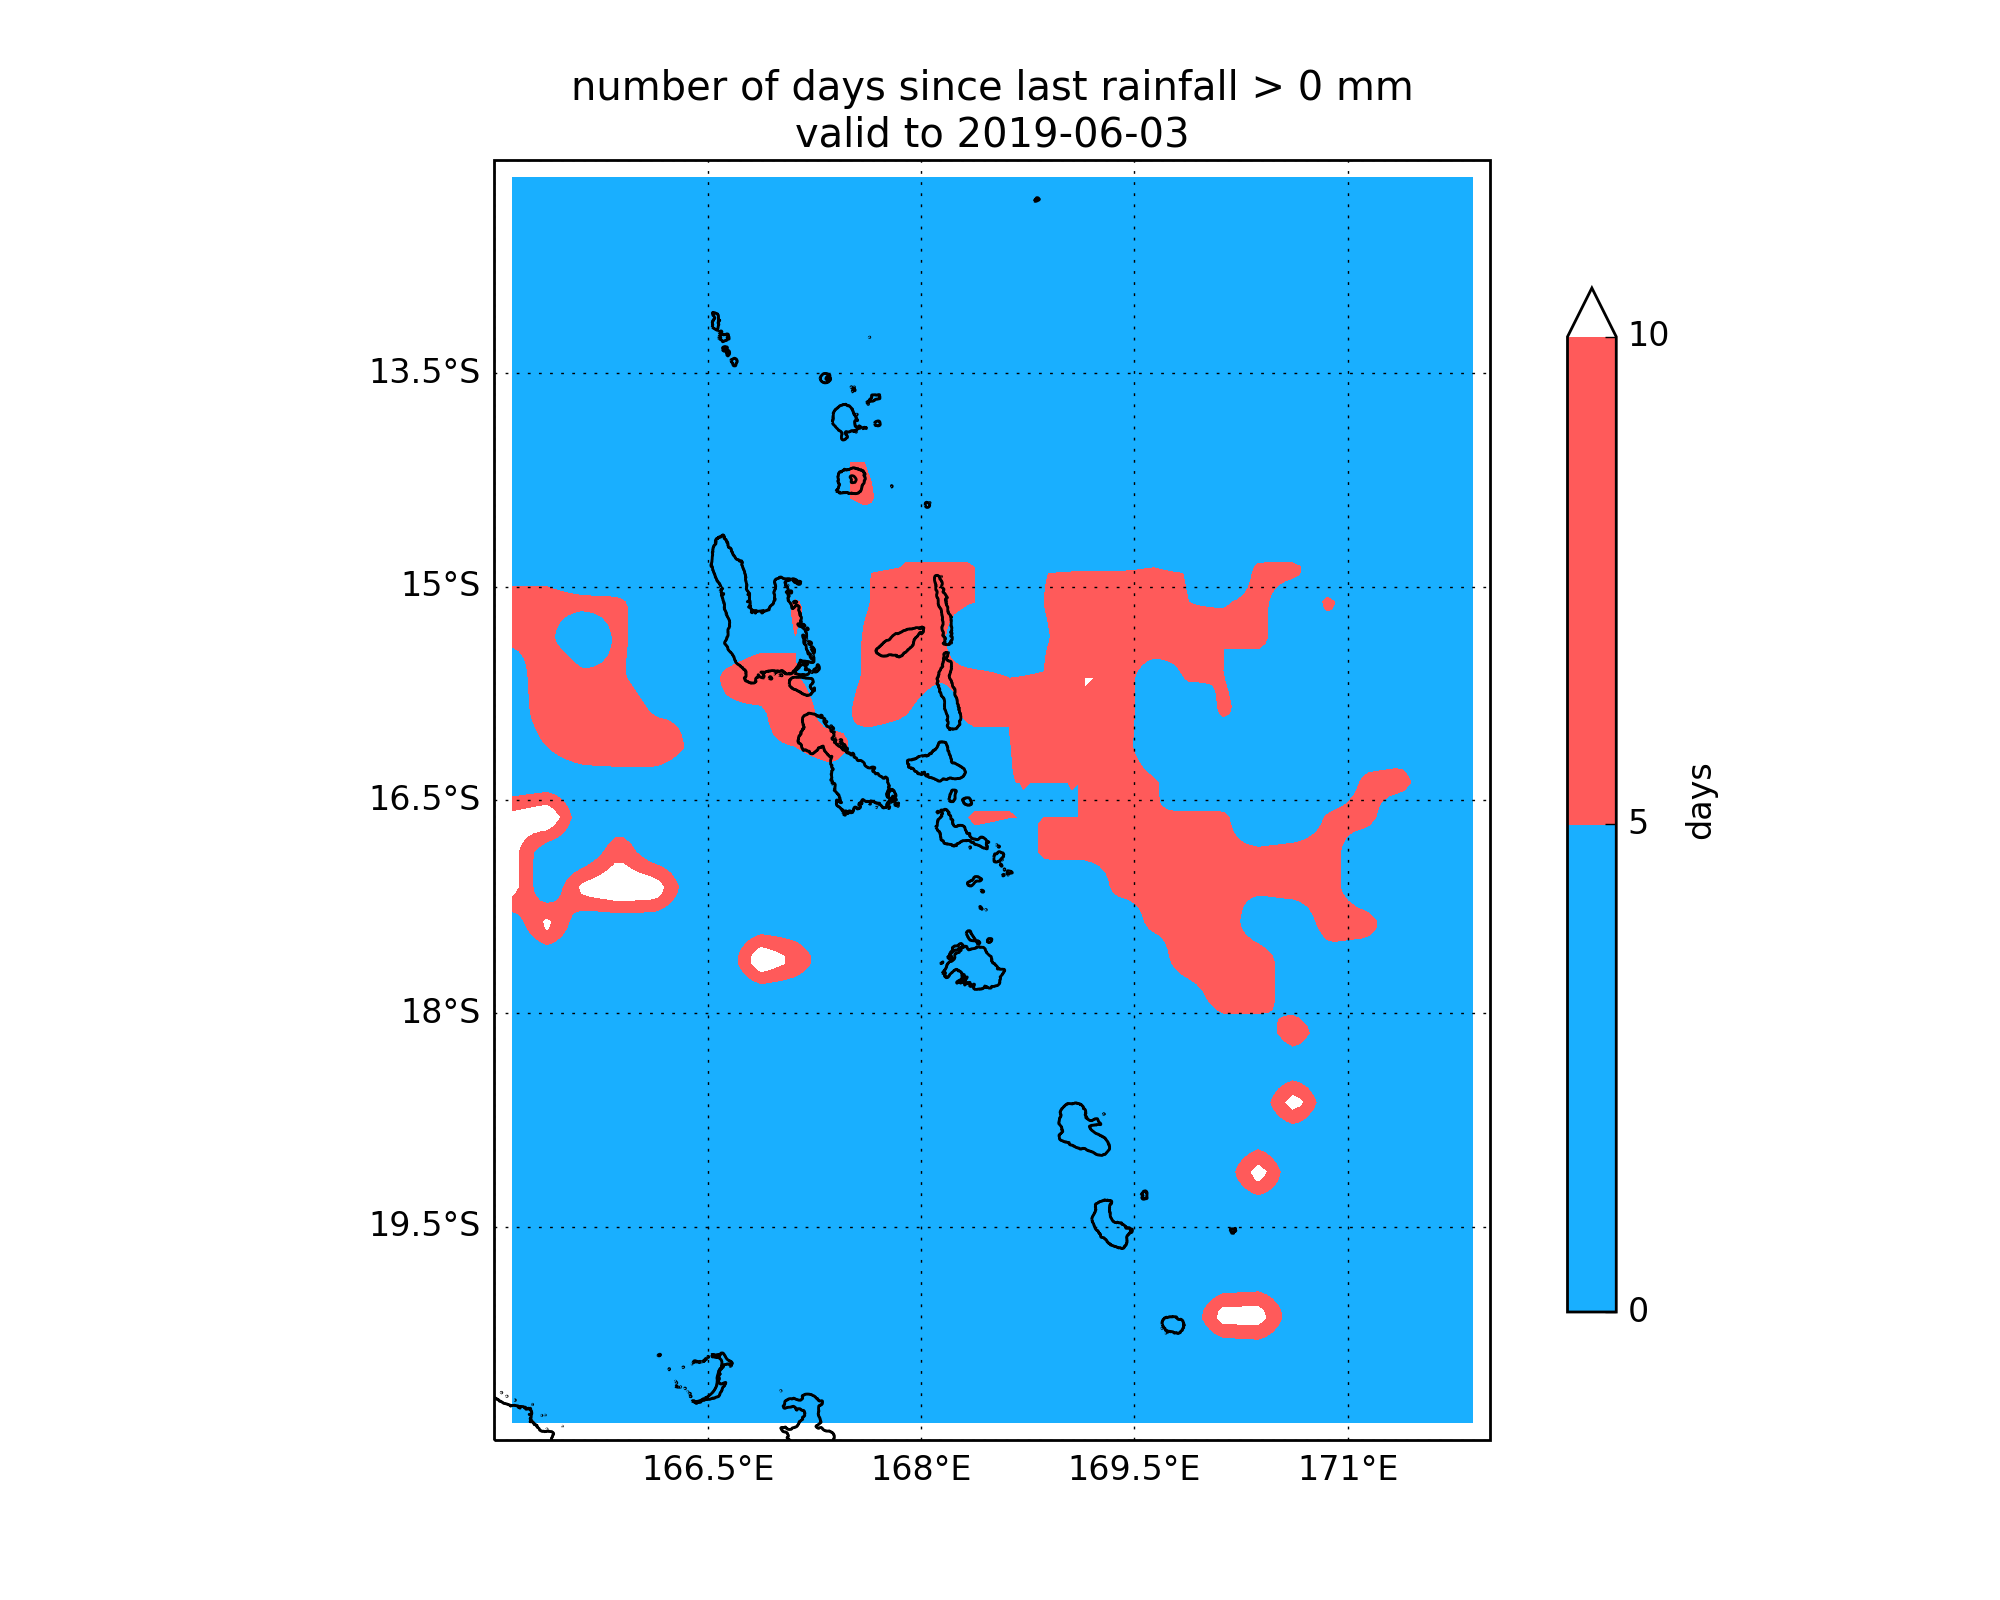 number of days since last rainfall > 0 mm
valid to 2019-06-03
13.5°S
15°S
16.5°S
18°S
19.5°S
166.5°E
168°E
169.5°E
171°E
10
5
0
days